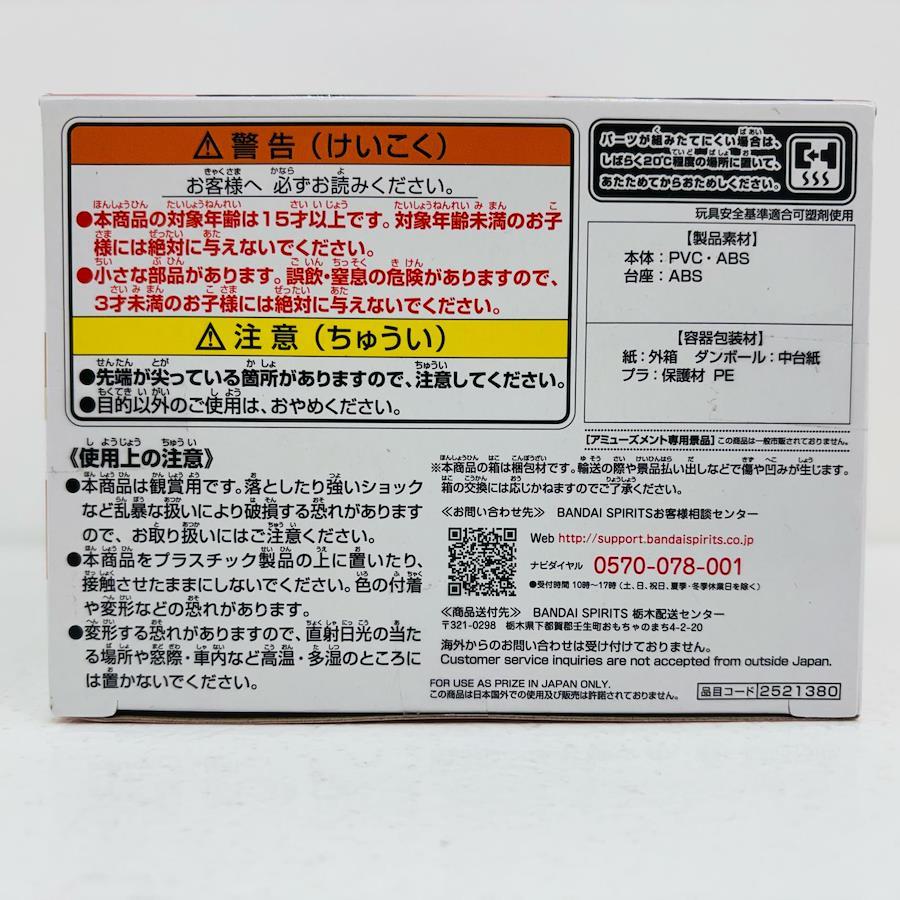 ⚠警告（けいこく）
お客様へ 必ずお読みください。
●本商品の対象年齢は15才以上です。対象年齢未満のお子
様には絶対に与えないでください。
●小さな部品があります。誤飲・窒息の危険がありますので、
3才未満のお子様には絶対に与えないでください。
⚠注意（ちゅうい）
●先端が尖っている箇所がありますので、注意してください。
●目的以外のご使用は、おやめください。
《使用上の注意》
●本商品は観賞用です。落としたり強いショック
など乱暴な扱いにより破損する恐れがあります
ので、お取り扱いにはご注意ください。
●本商品をプラスチック製品の上に置いたり、
接触させたままにしないでください。色の付着
や変形などの恐れがあります。
●変形する恐れがありますので、直射日光の当た
る場所や窓際・車内など高温・多湿のところに
は置かないでください。
パーツが組みたてにくい場合は、
しばらく20℃程度の場所に置いて、
あたためてからおためしください。
玩具安全基準適合可塑剤使用
【製品素材】
本体：PVC・ABS
台座：ABS
【容器包装材】
紙：外箱 ダンボール：中台紙
プラ：保護材 PE
【アミューズメント専用景品】この商品は一般市販されておりません。
※本商品の箱は梱包材です。輸送の際や景品払い出しなどで傷や凹みが生じます。
箱の交換には応じかねますのでご了承ください。
≪お問い合わせ先≫ BANDAI SPIRITSお客様相談センター
Web http://support.bandaispirits.co.jp
ナビダイヤル 0570-078-001
●受付時間 10時〜17時（土、日、祝日、夏季・冬季休業日を除く）
≪商品送付先≫ BANDAI SPIRITS 栃木配送センター
〒321-0298 栃木県下都賀郡壬生町おもちゃのまち4-2-20
海外からのお問い合わせは受け付けておりません。
Customer service inquiries are not accepted from outside Japan.
FOR USE AS PRIZE IN JAPAN ONLY.
この商品は日本国外での使用及び販売は許諾されておりません。
品目コード 2521380